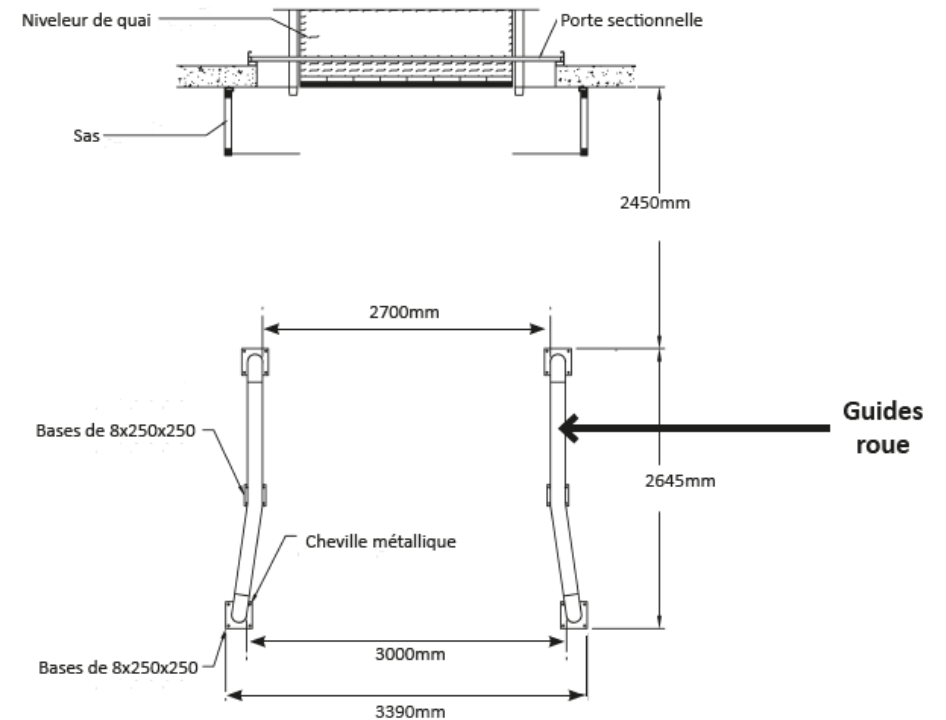 Niveleur de quai
Porte sectionnelle
Sas
2450mm
2700mm
Guides
roue
Bases de 8x250x250
2645mm
Cheville métallique
3000mm
Bases de 8x250x250
3390mm